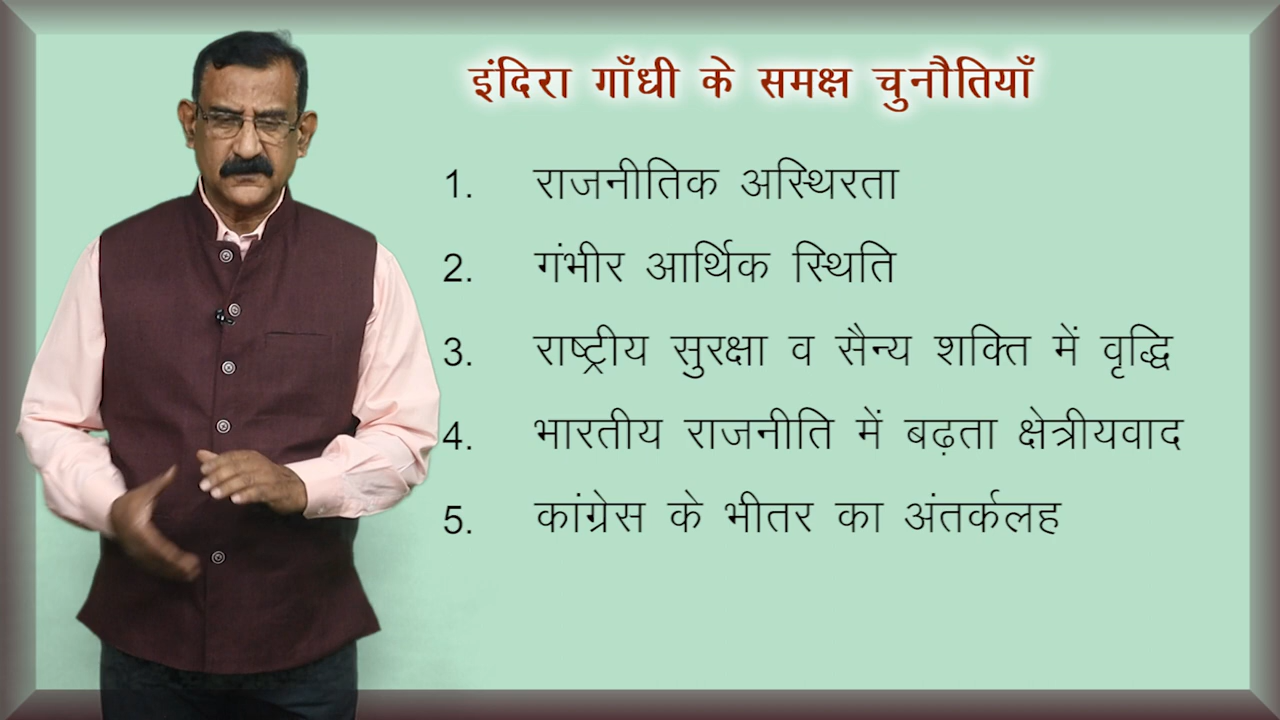 इंदिरा गाँधी के समक्ष चुनौतियाँ
1. राजनीतिक अस्थिरता
2. गंभीर आर्थिक स्थिति
3. राष्ट्रीय सुरक्षा व सैन्य शक्ति में वृद्धि
4. भारतीय राजनीति में बढ़ता क्षेत्रीयवाद
5. कांग्रेस के भीतर का अंतर्कलह